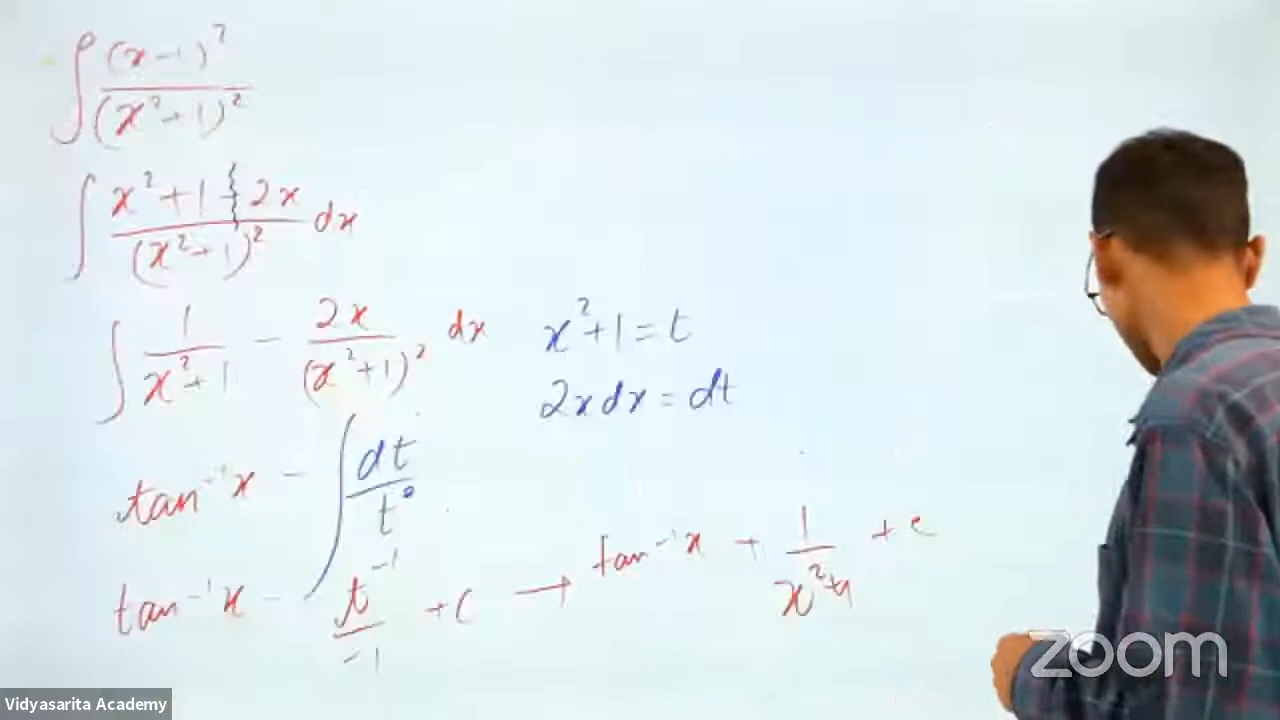 ∫ (x-1)² / (x²+1)²
∫ x²+1-2x / (x²+1)² dx
∫ 1 / x²+1 - 2x / (x²+1)² dx
x²+1=t
2xdx=dt
tan⁻¹x - ∫ dt / t²
tan⁻¹x - t⁻¹ / -1 +c → tan⁻¹x + 1 / x²+1 + c
zoom
Vidyasarita Academy